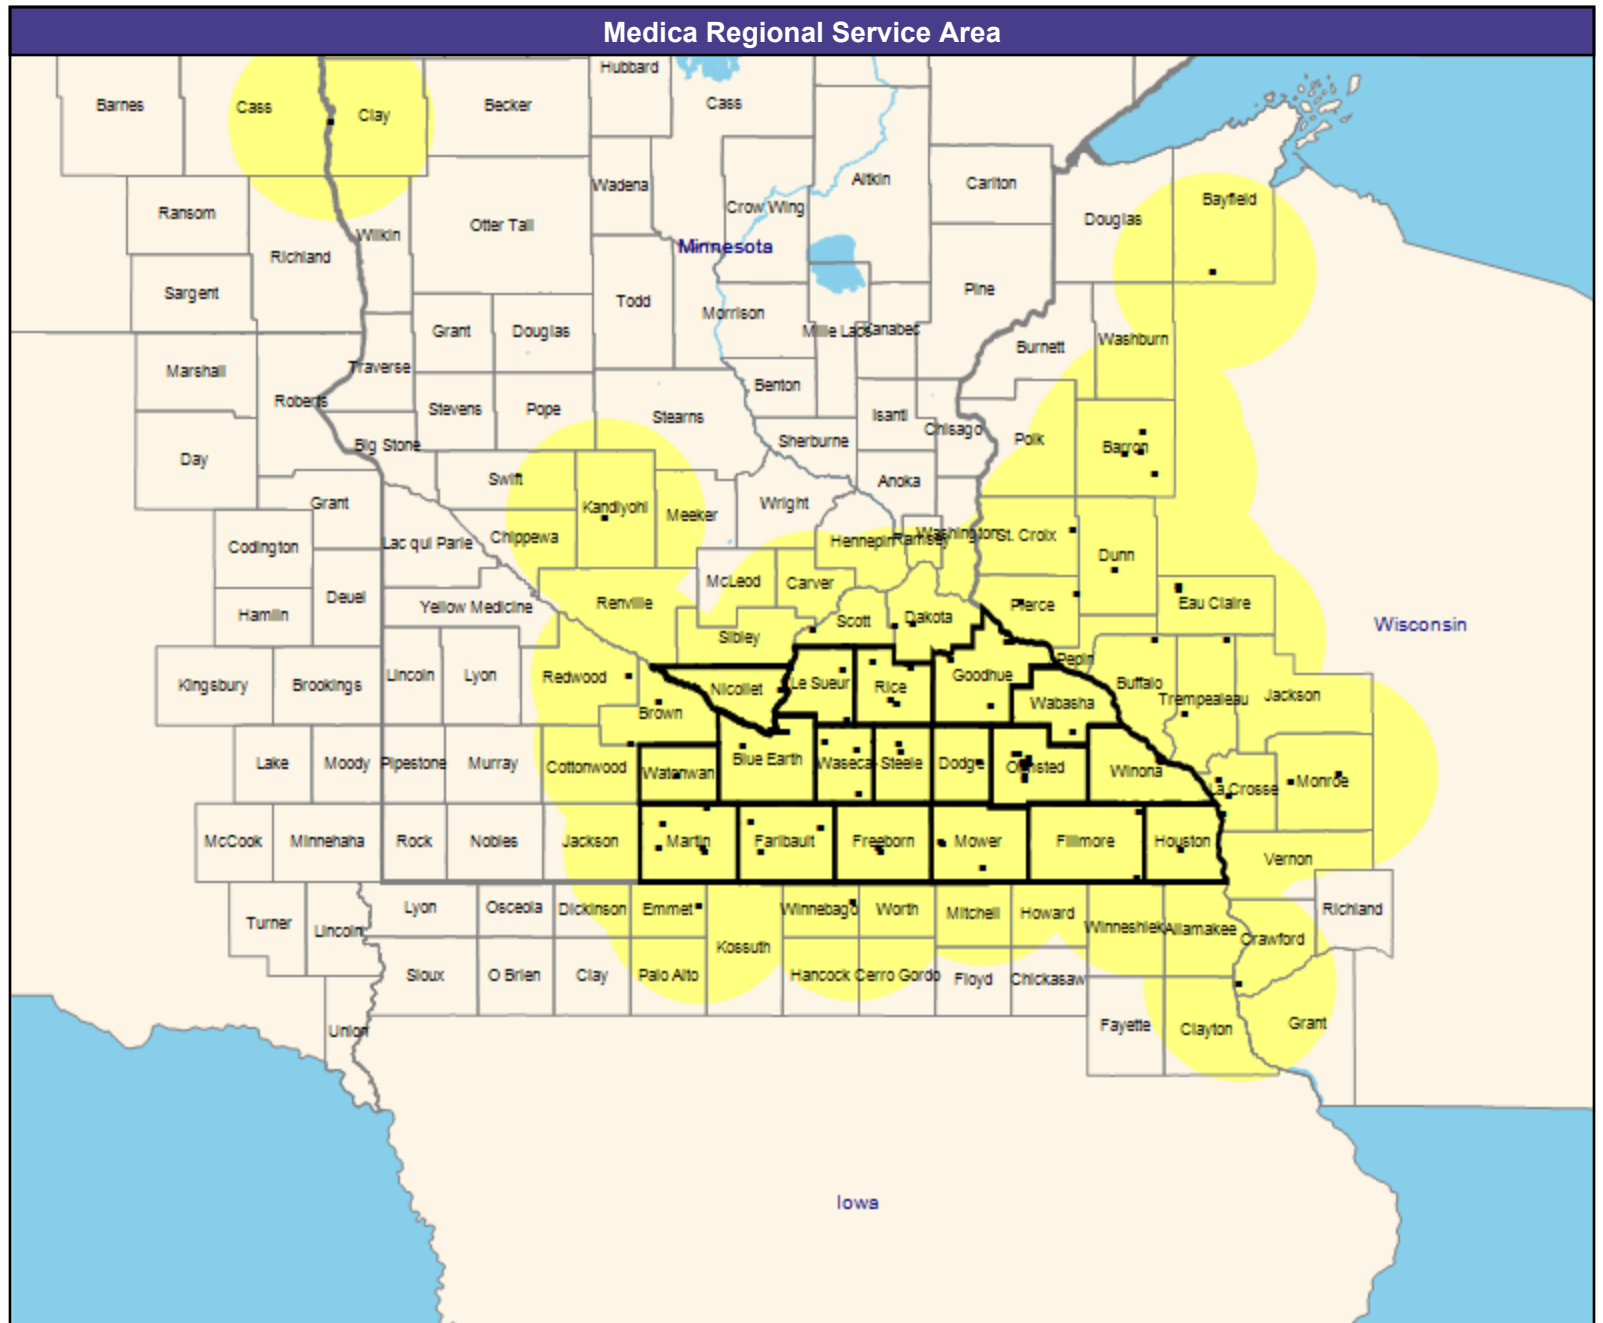 Medica Regional Service Area
Hubbard
Barnes
Cass
Clay
Becker
Cass
Wadena
Aitkin
Carlton
Crow Wing
Bayfield
Ransom
Otter Tail
Douglas
Wilkin
Minnesota
Richland
Sargent
Todd
Pine
Morrison
Grant
Douglas
Mille Lacs
Kanabec
Washburn
Burnett
Marshall
Traverse
Roberts
Benton
Stevens
Pope
Stearns
Isanti
Chisago
Polk
Big Stone
Sherburne
Barron
Day
Swift
Anoka
Grant
Kandiyohi
Meeker
Wright
Codington
Lac qui Parle
Chippewa
Hennepin
Ramsey
Washington
St. Croix
Dunn
McLeod
Carver
Deuel
Renville
Yellow Medicine
Pierce
Eau Claire
Hamlin
Scott
Dakota
Sibley
Wisconsin
Pepin
Kingsbury
Brookings
Lincoln
Lyon
Redwood
Nicollet
Le Sueur
Rice
Goodhue
Buffalo
Trempealeau
Jackson
Brown
Wabasha
Lake
Moody
Pipestone
Murray
Cottonwood
Watonwan
Blue Earth
Waseca
Steele
Dodge
Olmsted
Winona
La Crosse
Monroe
McCook
Minnehaha
Rock
Nobles
Jackson
Martin
Faribault
Freeborn
Mower
Fillmore
Houston
Vernon
Turner
Lincoln
Lyon
Osceola
Dickinson
Emmet
Winnebago
Worth
Mitchell
Howard
Winneshiek
Allamakee
Crawford
Richland
Kossuth
Sioux
O Brien
Clay
Palo Alto
Hancock
Cerro Gordo
Floyd
Chickasaw
Union
Fayette
Clayton
Grant
Iowa